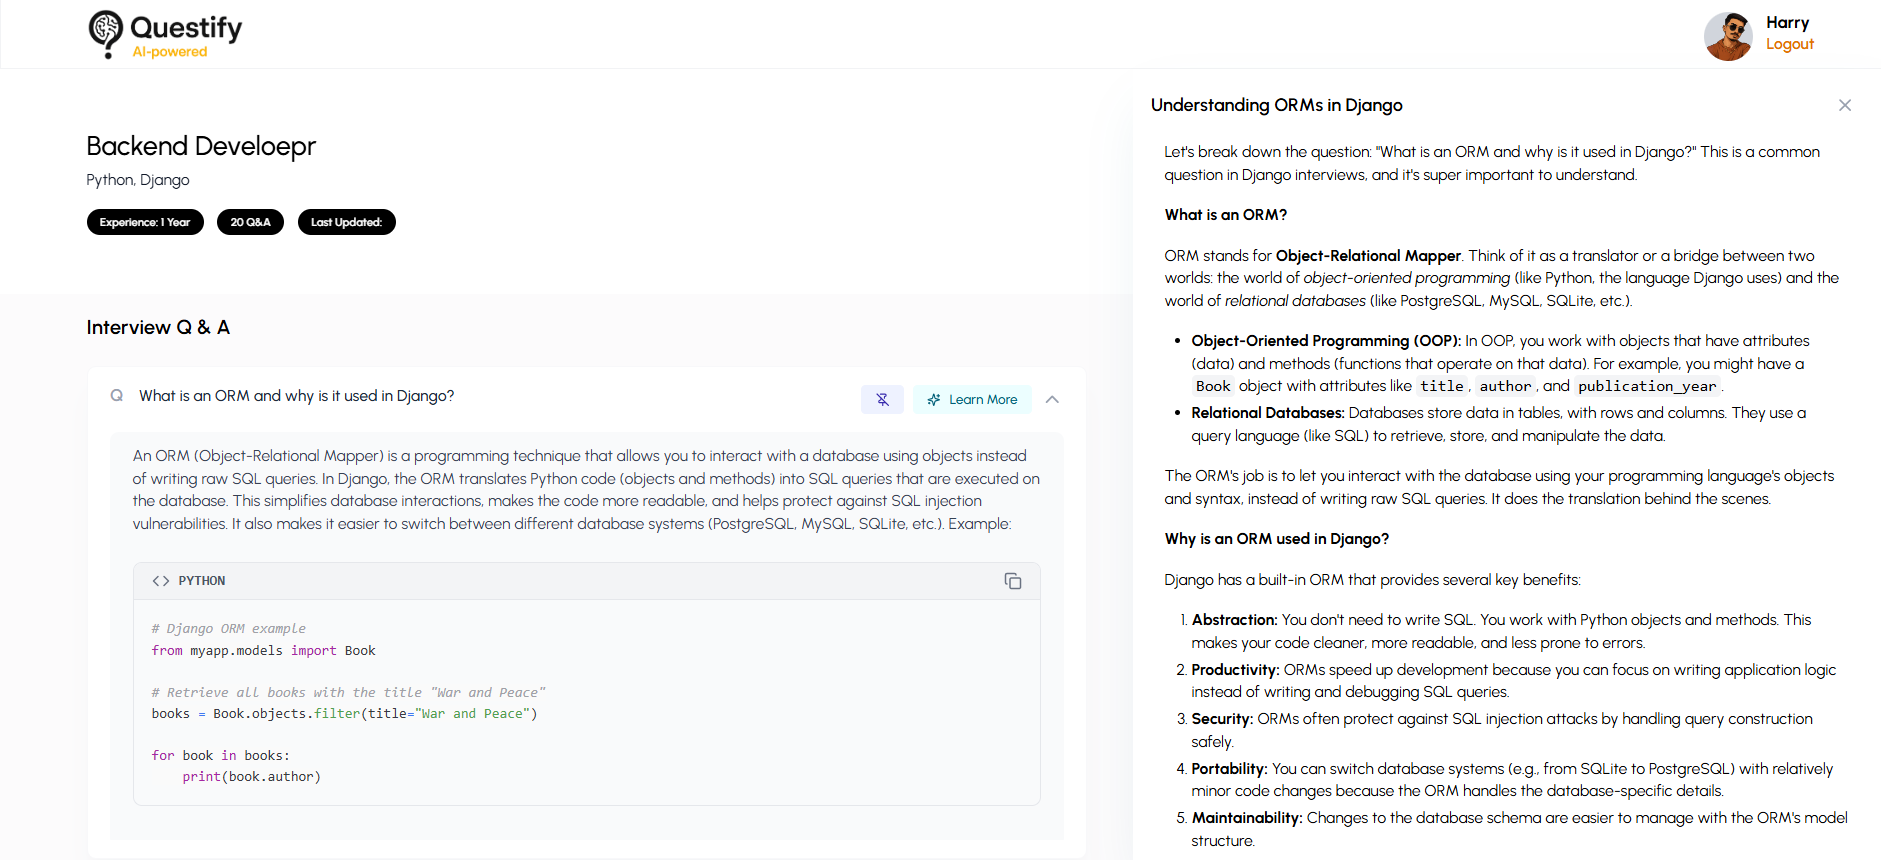 Questify
AI-powered
Harry
Logout
Backend Develoepr
Python, Django
Experience: 1 Year
20 Q&A
Last Updated:
Interview Q & A
Q What is an ORM and why is it used in Django?
Learn More
An ORM (Object-Relational Mapper) is a programming technique that allows you to interact with a database using objects instead
of writing raw SQL queries. In Django, the ORM translates Python code (objects and methods) into SQL queries that are executed on
the database. This simplifies database interactions, makes the code more readable, and helps protect against SQL injection
vulnerabilities. It also makes it easier to switch between different database systems (PostgreSQL, MySQL, SQLite, etc.). Example:
<> PYTHON
# Django ORM example
from myapp.models import Book
# Retrieve all books with the title "War and Peace"
books = Book.objects.filter(title="War and Peace")
for book in books:
    print(book.author)
Understanding ORMs in Django
Let's break down the question: "What is an ORM and why is it used in Django?" This is a common
question in Django interviews, and it's super important to understand.
What is an ORM?
ORM stands for Object-Relational Mapper. Think of it as a translator or a bridge between two
worlds: the world of object-oriented programming (like Python, the language Django uses) and the
world of relational databases (like PostgreSQL, MySQL, SQLite, etc.).
• Object-Oriented Programming (OOP): In OOP, you work with objects that have attributes
(data) and methods (functions that operate on that data). For example, you might have a
Book object with attributes like title, author, and publication_year.
• Relational Databases: Databases store data in tables, with rows and columns. They use a
query language (like SQL) to retrieve, store, and manipulate the data.
The ORM's job is to let you interact with the database using your programming language's objects
and syntax, instead of writing raw SQL queries. It does the translation behind the scenes.
Why is an ORM used in Django?
Django has a built-in ORM that provides several key benefits:
1. Abstraction: You don't need to write SQL. You work with Python objects and methods. This
makes your code cleaner, more readable, and less prone to errors.
2. Productivity: ORMs speed up development because you can focus on writing application logic
instead of writing and debugging SQL queries.
3. Security: ORMs often protect against SQL injection attacks by handling query construction
safely.
4. Portability: You can switch database systems (e.g., from SQLite to PostgreSQL) with relatively
minor code changes because the ORM handles the database-specific details.
5. Maintainability: Changes to the database schema are easier to manage with the ORM's model
structure.